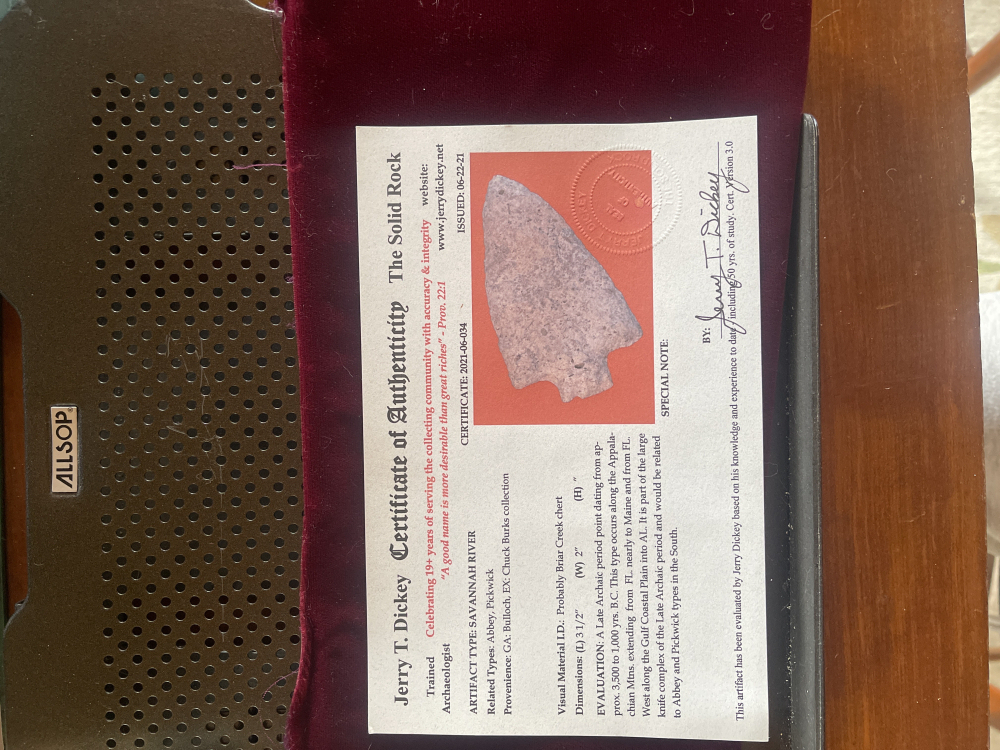 ALLSOP®
Jerry T. Dickey Certificate of Authenticity The Solid Rock
Trained
Archaeologist
Celebrating 19+ years of serving the collecting community with accuracy & integrity
"A good name is more desirable than great riches" - Prov. 22:1
website:
www.jerrydickey.net
ARTIFACT TYPE: SAVANNAH RIVER
CERTIFICATE: 2021-06-034
ISSUED: 06-22-21
Related Types: Abbey, Pickwick
Provenience: GA: Bulloch, EX: Chuck Burks collection
Visual Material I.D.: Probably Briar Creek chert
Dimensions: (L) 3 1/2" (W) 2" (H) "
EVALUATION: A Late Archaic period point dating from ap-
prox. 3,500 to 1,000 yrs. B.C. This type occurs along the Appala-
chian Mtns. extending from FL. nearly to Maine and from FL.
West along the Gulf Coastal Plain into AL. It is part of the large
knife complex of the Late Archaic period and would be related
to Abbey and Pickwick types in the South.
SPECIAL NOTE:
BY: Jerry T. Dickey
This artifact has been evaluated by Jerry Dickey based on his knowledge and experience to date, including 50 yrs. of study. Cert. Version 3.0
JERRY DICKEY